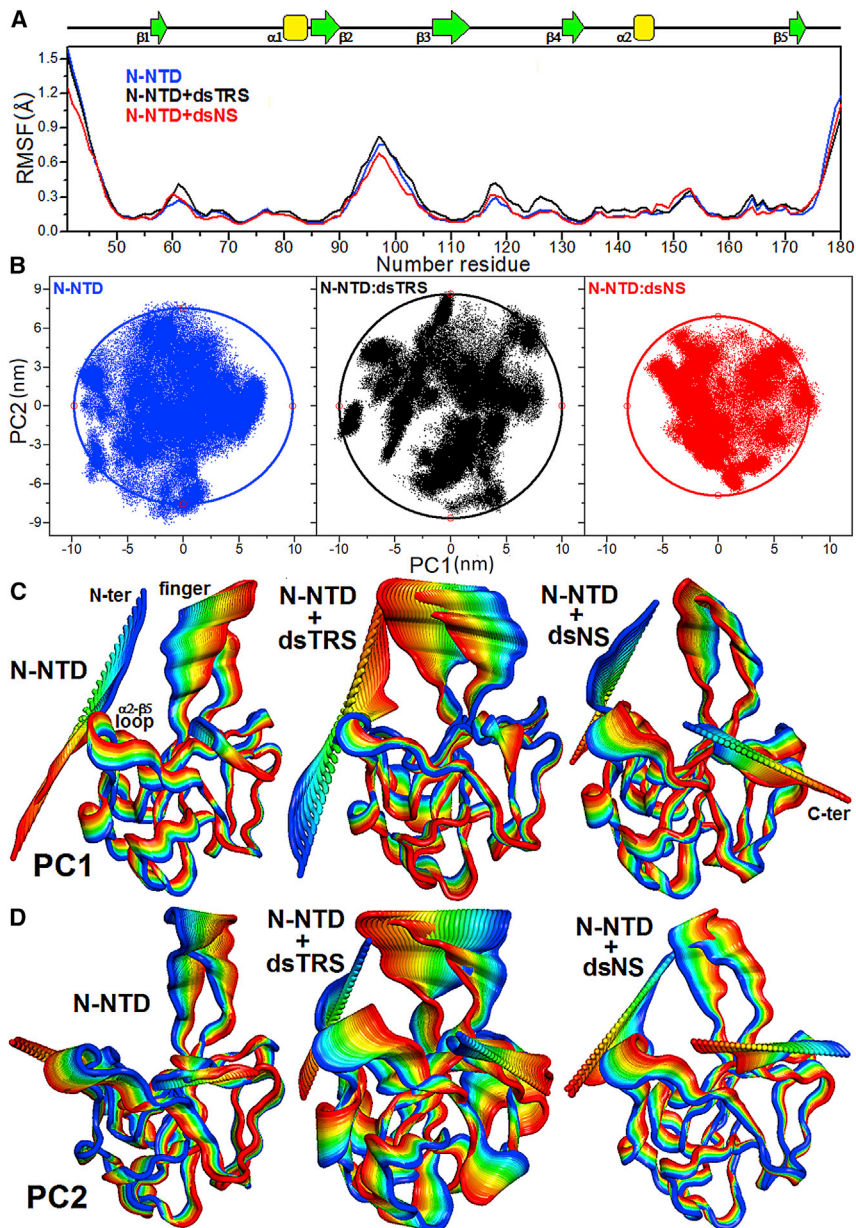 A
β1 α1 β2 β3 β4 α2 β5
N-NTD
N-NTD+dsTRS
N-NTD+dsNS
RMSF(Å)
1.5
1.2
0.9
0.6
0.3
0.0
50 60 70 80 90 100 110 120 130 140 150 160 170 180
Number residue
B
N-NTD
N-NTD:dsTRS
N-NTD:dsNS
PC2(nm)
9
6
3
0
-3
-6
-9
-10 -5 0 5 10
-10 -5 0 5 10
-10 -5 0 5 10
PC1(nm)
C
N-ter
finger
N-NTD
α2-β5
loop
N-NTD
+
dsTRS
N-NTD
+
dsNS
C-ter
PC1
D
N-NTD
N-NTD
+
dsTRS
N-NTD
+
dsNS
PC2